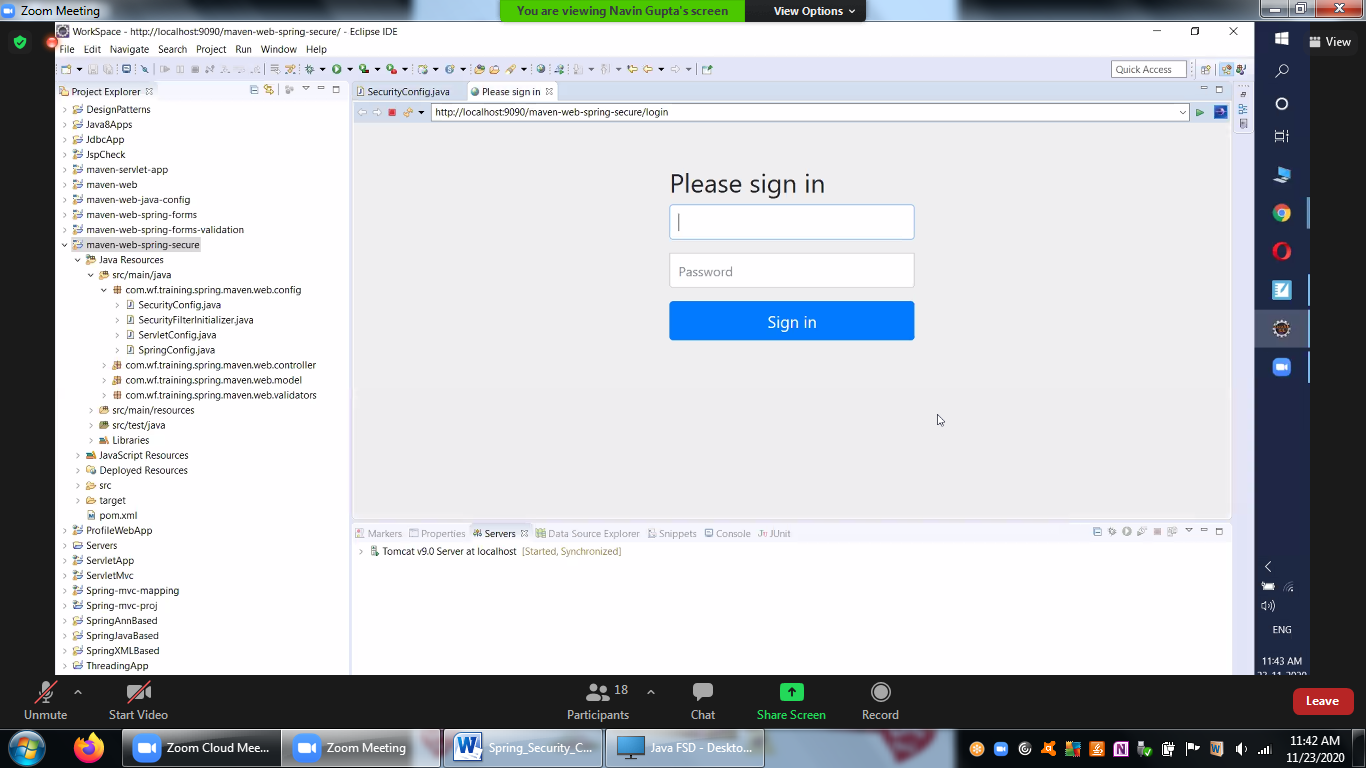 Zoom Meeting
You are viewing Navin Gupta's screen
View Options
View
WorkSpace - http://localhost:9090/maven-web-spring-secure/ - Eclipse IDE
File Edit Navigate Search Project Run Window Help
Quick Access
Project Explorer
SecurityConfig.java
Please sign in
http://localhost:9090/maven-web-spring-secure/login
DesignPatterns
Java8Apps
JdbcApp
JspCheck
maven-servlet-app
maven-web
maven-web-java-config
maven-web-spring-forms
maven-web-spring-forms-validation
maven-web-spring-secure
Java Resources
src/main/java
com.wf.training.spring.maven.web.config
SecurityConfig.java
SecurityFilterInitializer.java
ServletConfig.java
SpringConfig.java
com.wf.training.spring.maven.web.controller
com.wf.training.spring.maven.web.model
com.wf.training.spring.maven.web.validators
src/main/resources
src/test/java
Libraries
JavaScript Resources
Deployed Resources
src
target
pom.xml
ProfileWebApp
Servers
ServletApp
ServletMvc
Spring-mvc-mapping
Spring-mvc-proj
SpringAnnBased
SpringJavaBased
SpringXMLBased
ThreadingApp
Please sign in
Password
Sign in
Markers Properties Servers Data Source Explorer Snippets Console Ju JUnit
Tomcat v9.0 Server at localhost [Started, Synchronized]
ENG
11:43 AM
Unmute
Start Video
18
Participants
Chat
Share Screen
Record
Leave
Zoom Cloud Mee...
Zoom Meeting
Spring_Security_C...
Java FSD - Deskto...
11:42 AM
11/23/2020